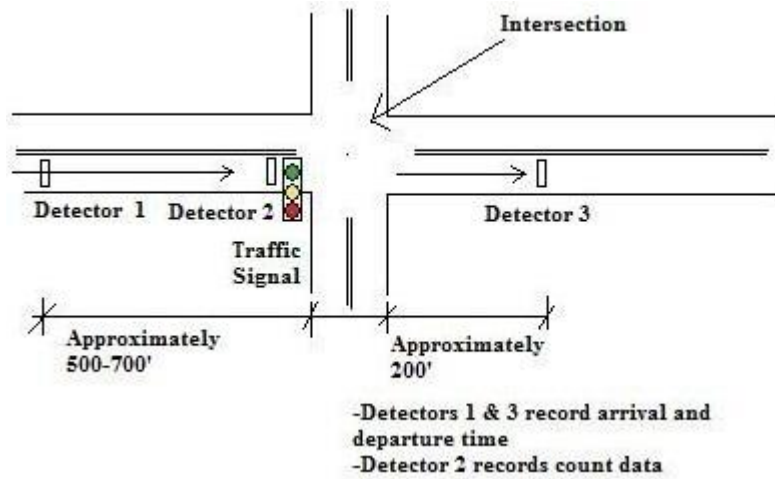 Intersection
Detector 1
Detector 2
Detector 3
Traffic
Signal
Approximately
500-700'
Approximately
200'
-Detectors 1 & 3 record arrival and
departure time
-Detector 2 records count data